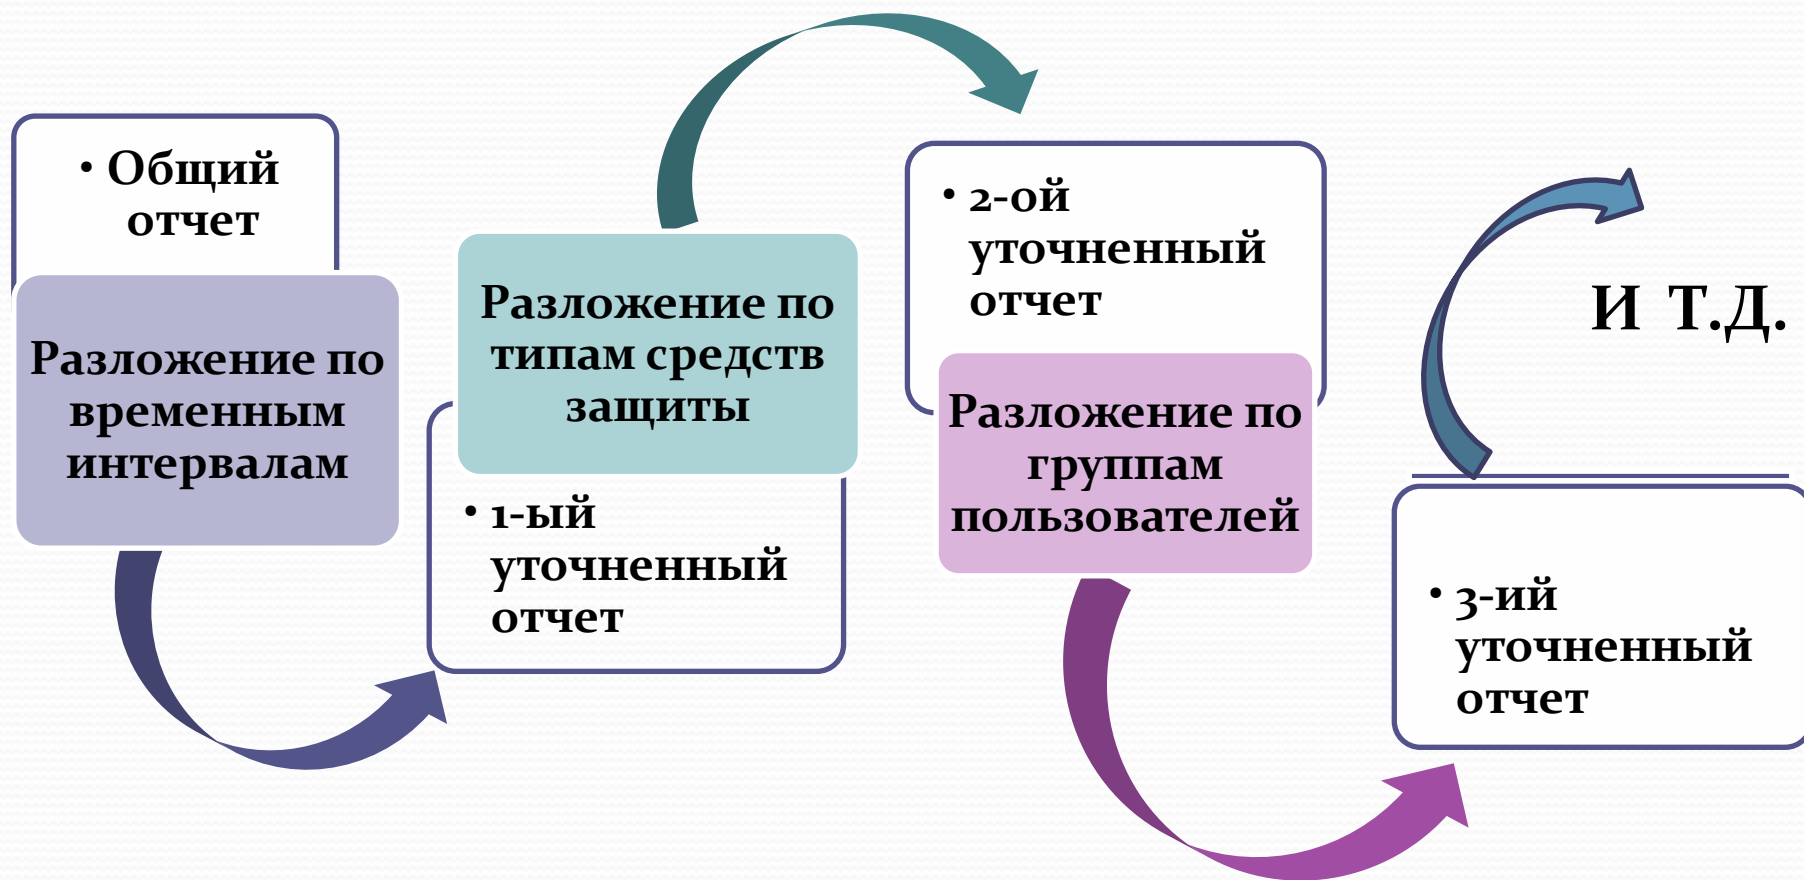 • Общий
отчет
Разложение по
временным
интервалам
Разложение по
типам средств
защиты
• 1-ый
уточненный
отчет
• 2-ой
уточненный
отчет
Разложение по
группам
пользователей
• 3-ий
уточненный
отчет
И Т.Д.